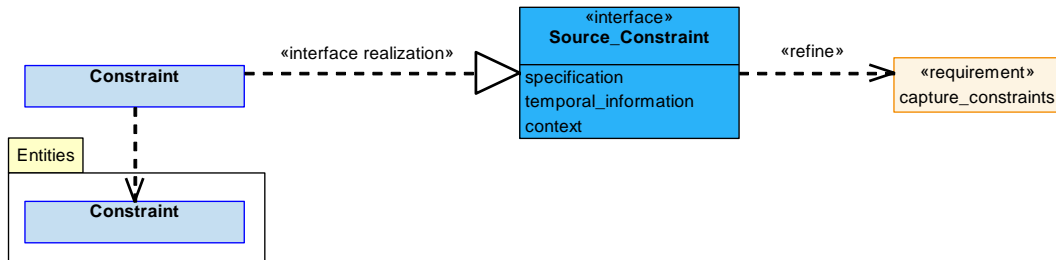 «interface»
Source_Constraint
«interface realization»
«refine»
Constraint
«requirement»
specification
capture_constraints
temporal_information
context
Entities
Constraint